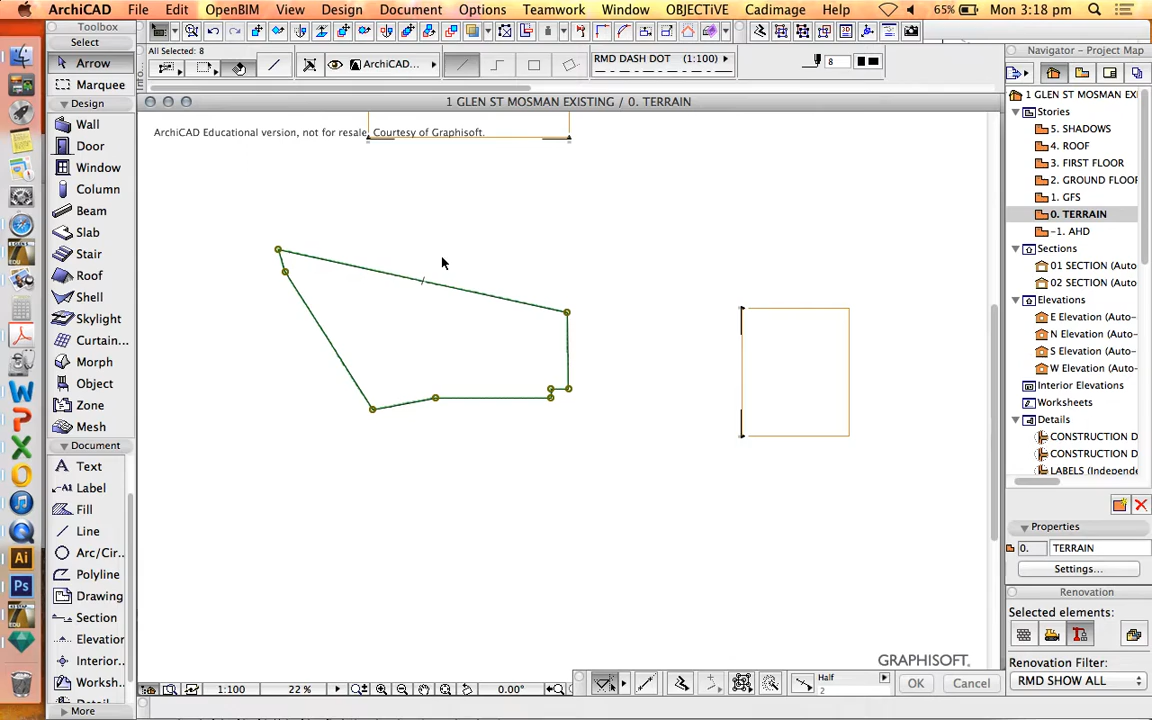 ArchiCAD File Edit OpenBIM View Design Document Options Teamwork Window OBJECTiVE Cadimage 65% Mon 3:18 pm
Toolbox
Select
Arrow
Marquee
Design
Wall
Door
Window
Column
Beam
Slab
Stair
Roof
Shell
Skylight
Curtain...
Morph
Object
Zone
Mesh
Document
Text
Label
Fill
Line
Arc/Cir...
Polyline
Drawing
Section
Elevation
Interior...
Worksh...
More
All Selected: 8
ArchiCAD...
RMD DASH DOT (1:100)
8
1 GLEN ST MOSMAN EXISTING / 0. TERRAIN
ArchiCAD Educational version, not for resale. Courtesy of Graphisoft.
GRAPHISOFT.
1:100
22 %
0.00°
Half
2
OK
Cancel
Navigator - Project Map
1 GLEN ST MOSMAN EXI
Stories
5. SHADOWS
4. ROOF
3. FIRST FLOOR
2. GROUND FLOOR
1. GFS
0. TERRAIN
-1. AHD
Sections
01 SECTION (Auto
02 SECTION (Auto
Elevations
E Elevation (Auto-
N Elevation (Auto-
S Elevation (Auto-
W Elevation (Auto-
Interior Elevations
Worksheets
Details
CONSTRUCTION D
CONSTRUCTION D
LABELS (Independe
Properties
0. TERRAIN
Settings...
Renovation
Selected elements:
Renovation Filter:
RMD SHOW ALL
Ai
Ps